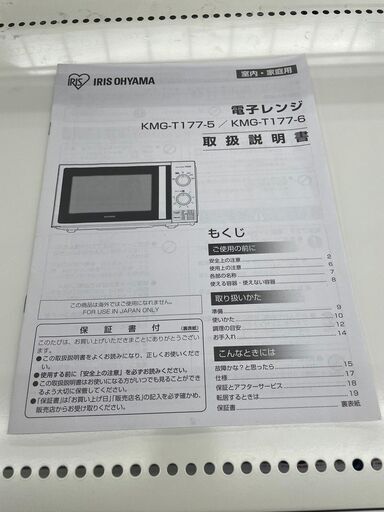 IRIS IRIS OHYAMA
室内・家庭用
電子レンジ
KMG-T177-5 / KMG-T177-6
取扱説明書
もくじ
ご使用の前に
安全上の注意 2
使用上の注意 6
各部の名称 7
使える容器・使えない容器 8
取り扱いかた
準備 9
使いかた 10
調理の目安 12
お手入れ 14
こんなときには
故障かな?と思ったら 15
仕様 17
保証とアフターサービス 18
転居するときは 19
保証書 裏表紙
この商品は海外ではご使用になれません。
FOR USE IN JAPAN ONLY
保証書付 (裏表紙)
このたびは、お買い上げいただきまことにありがとうございます。
●この取扱説明書をよくお読みになり、正しくお使いください。
●使用する前に「安全上の注意」を必ずお読みください。
●この取扱説明書はお使いになる方がいつでも見ることができるよう大切に保管してください。
●「保証書」は「お買い上げ日」「販売店名」の記入を必ず確かめ、販売店からお受け取りください。